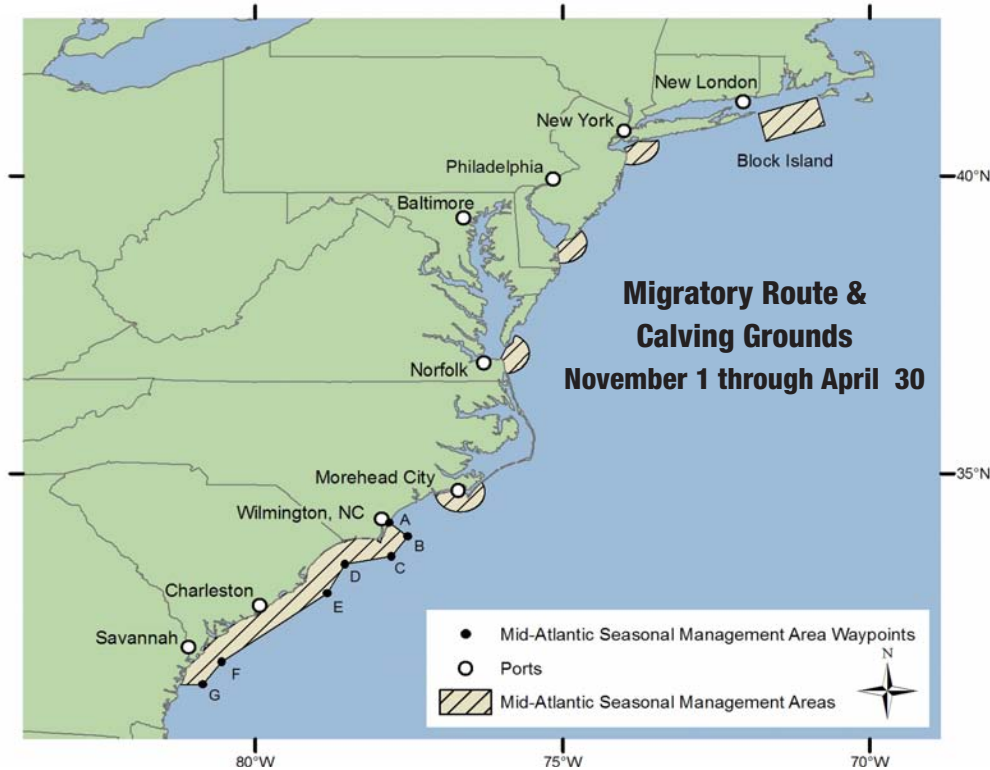 New London
New York
Block Island
Philadelphia
40°N
Baltimore
Migratory Route &
Calving Grounds
November 1 through April 30
Norfolk
Morehead City
35°N
Wilmington, NC
A
B
C
D
Charleston
E
Savannah
F
G
N
Mid-Atlantic Seasonal Management Area Waypoints
Ports
Mid-Atlantic Seasonal Management Areas
80°W
75°W
70°W